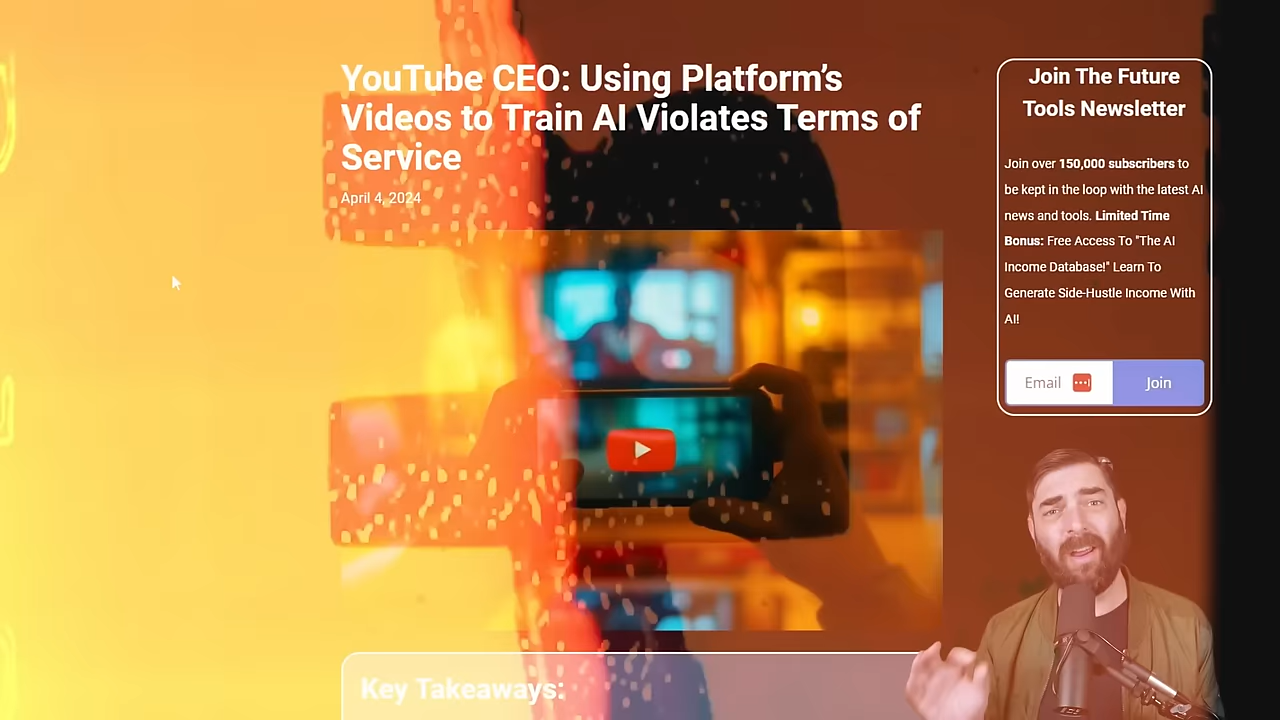 YouTube CEO: Using Platform’s
Videos to Train AI Violates Terms of
Service
April 4, 2024
Key Takeaways:
Join The Future
Tools Newsletter
Join over 150,000 subscribers to
be kept in the loop with the latest AI
news and tools. Limited Time
Bonus: Free Access To "The AI
Income Database!" Learn To
Generate Side-Hustle Income With
AI!
Email
Join